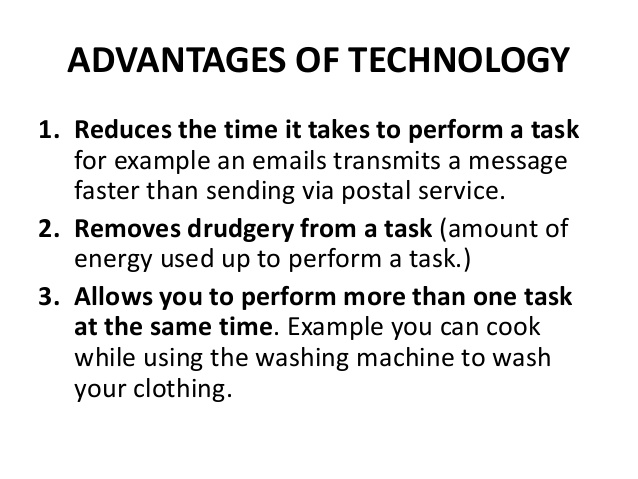 ADVANTAGES OF TECHNOLOGY
1. Reduces the time it takes to perform a task
for example an emails transmits a message
faster than sending via postal service.
2. Removes drudgery from a task (amount of
energy used up to perform a task.)
3. Allows you to perform more than one task
at the same time. Example you can cook
while using the washing machine to wash
your clothing.